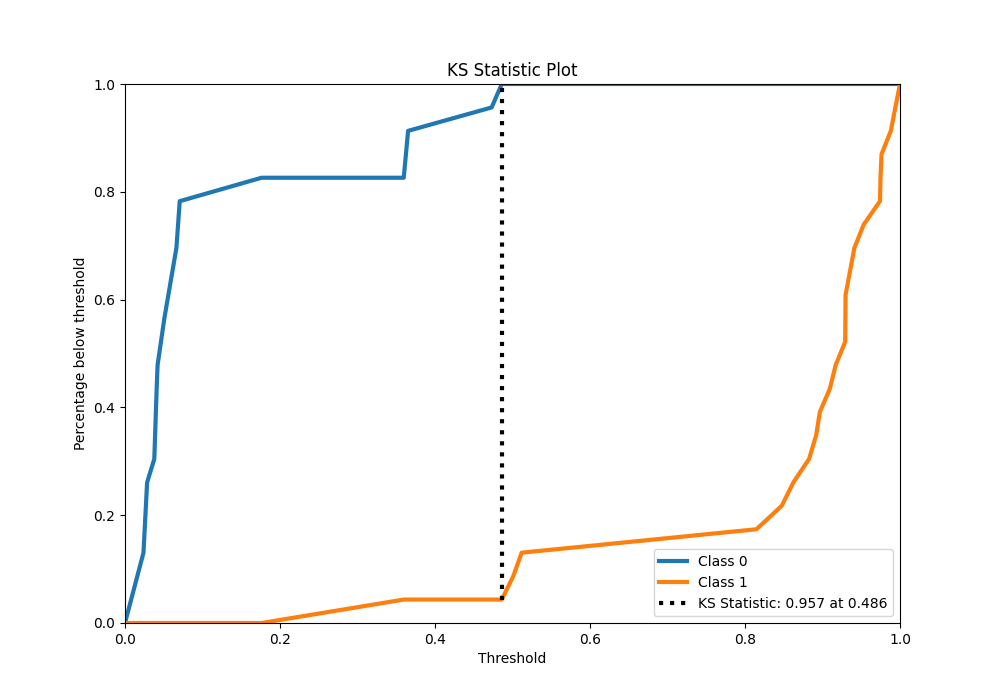 KS Statistic Plot
1.0
0.8
0.6
0.4
0.2
0.0
Percentage below threshold
0.0 0.2 0.4 0.6 0.8 1.0
Threshold
Class 0
Class 1
KS Statistic: 0.957 at 0.486